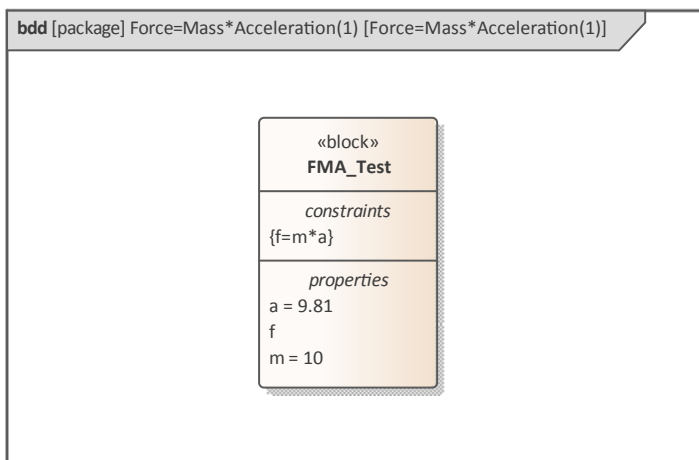 bdd [package] Force=Mass*Acceleration(1) [Force=Mass*Acceleration(1)]
«block»
FMA_Test
constraints
{f=m*a}
properties
a = 9.81
f
m = 10